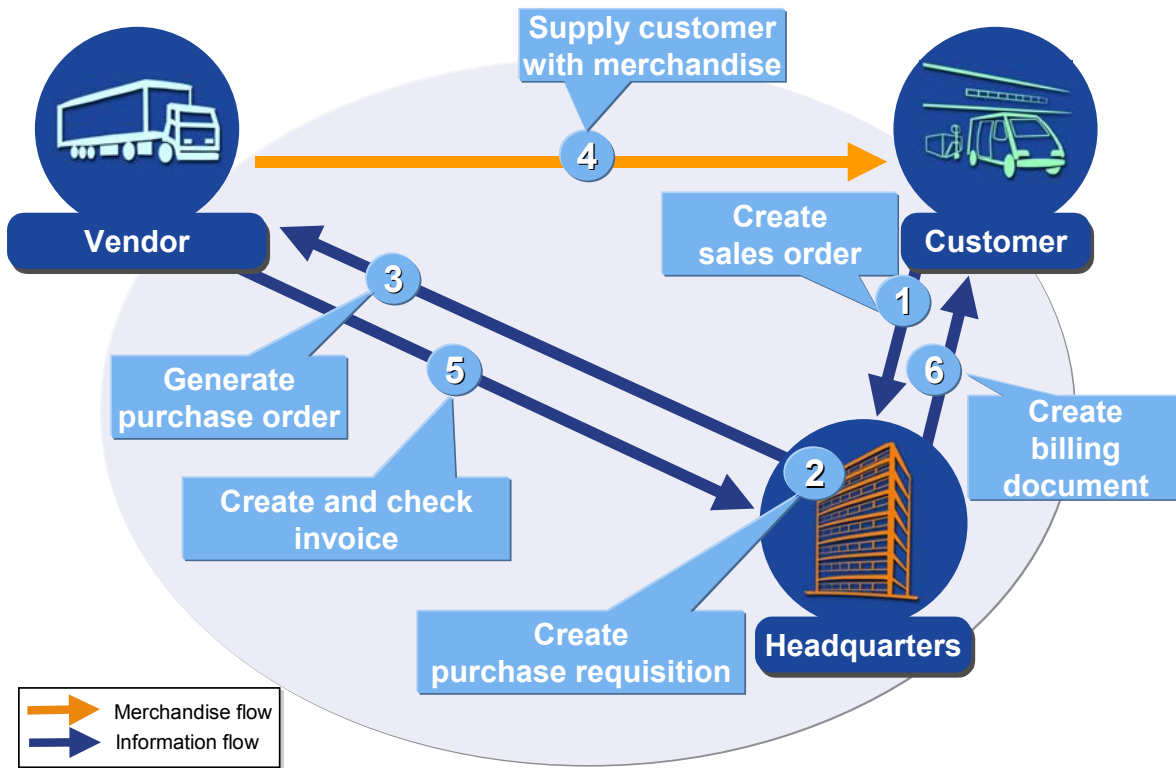 Supply customer
with merchandise
4
Vendor
Customer
Create
sales order
1
3
Generate
purchase order
5
6
Create
billing
document
Create and check
invoice
2
Create
purchase requisition
Headquarters
Merchandise flow
Information flow